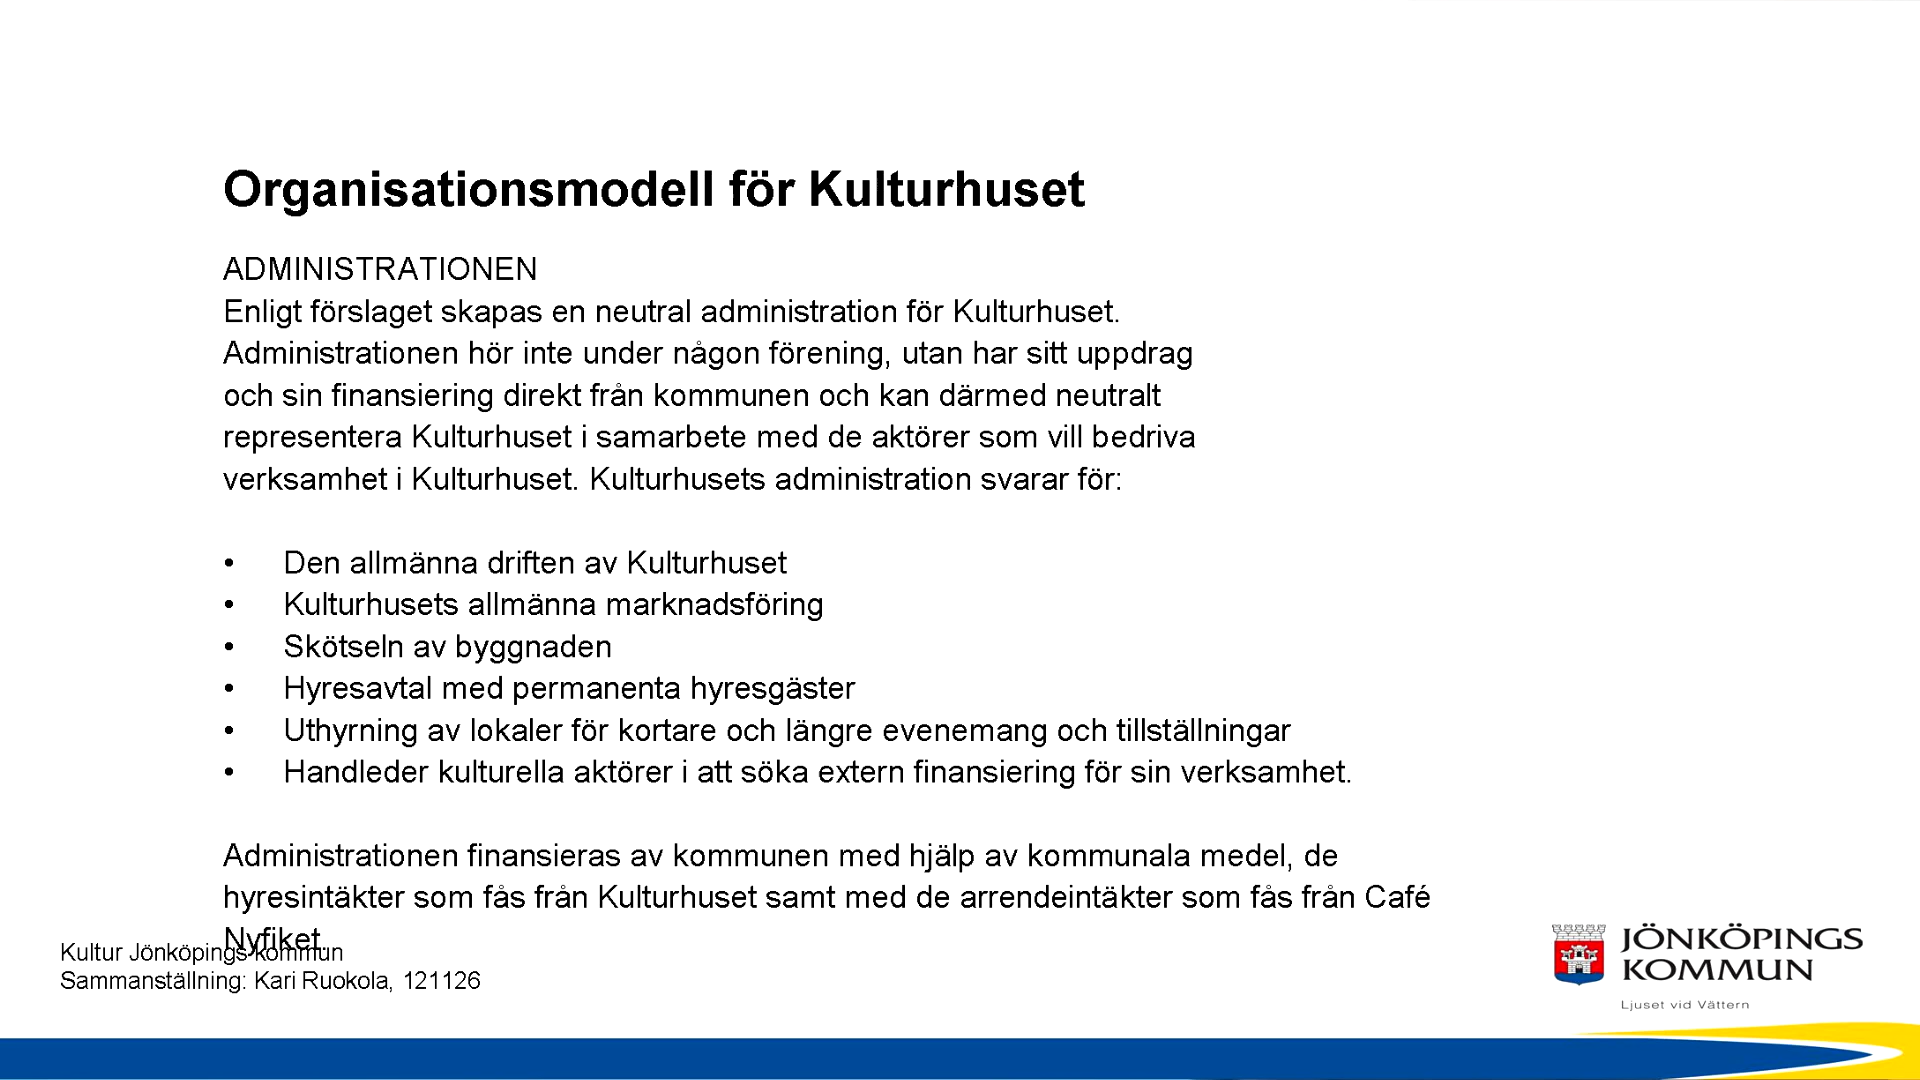 Organisationsmodell för Kulturhuset
ADMINISTRATIONEN
Enligt förslaget skapas en neutral administration för Kulturhuset.
Administrationen hör inte under någon förening, utan har sitt uppdrag
och sin finansiering direkt från kommunen och kan därmed neutralt
representera Kulturhuset i samarbete med de aktörer som vill bedriva
verksamhet i Kulturhuset. Kulturhusets administration svarar för:
• Den allmänna driften av Kulturhuset
• Kulturhusets allmänna marknadsföring
• Skötseln av byggnaden
• Hyresavtal med permanenta hyresgäster
• Uthyrning av lokaler för kortare och längre evenemang och tillställningar
• Handleder kulturella aktörer i att söka extern finansiering för sin verksamhet.
Administrationen finansieras av kommunen med hjälp av kommunala medel, de
hyresintäkter som fås från Kulturhuset samt med de arrendeintäkter som fås från Café
Nyfiket.
Kultur Jönköpings kommun
Sammanställning: Kari Ruokola, 121126
JÖNKÖPINGS
KOMMUN
Ljuset vid Vättern